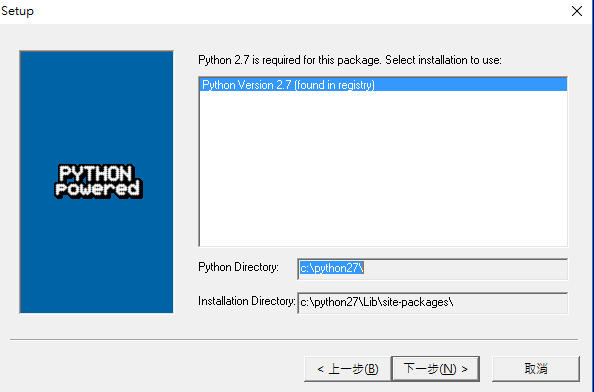 Setup
Python 2.7 is required for this package. Select installation to use:
Python Version 2.7 (found in registry)
PYTHON
powered
Python Directory:
c:\python27\
Installation Directory:
c:\python27\Lib\site-packages\
< 上一步(B)
下一步(N) >
取消